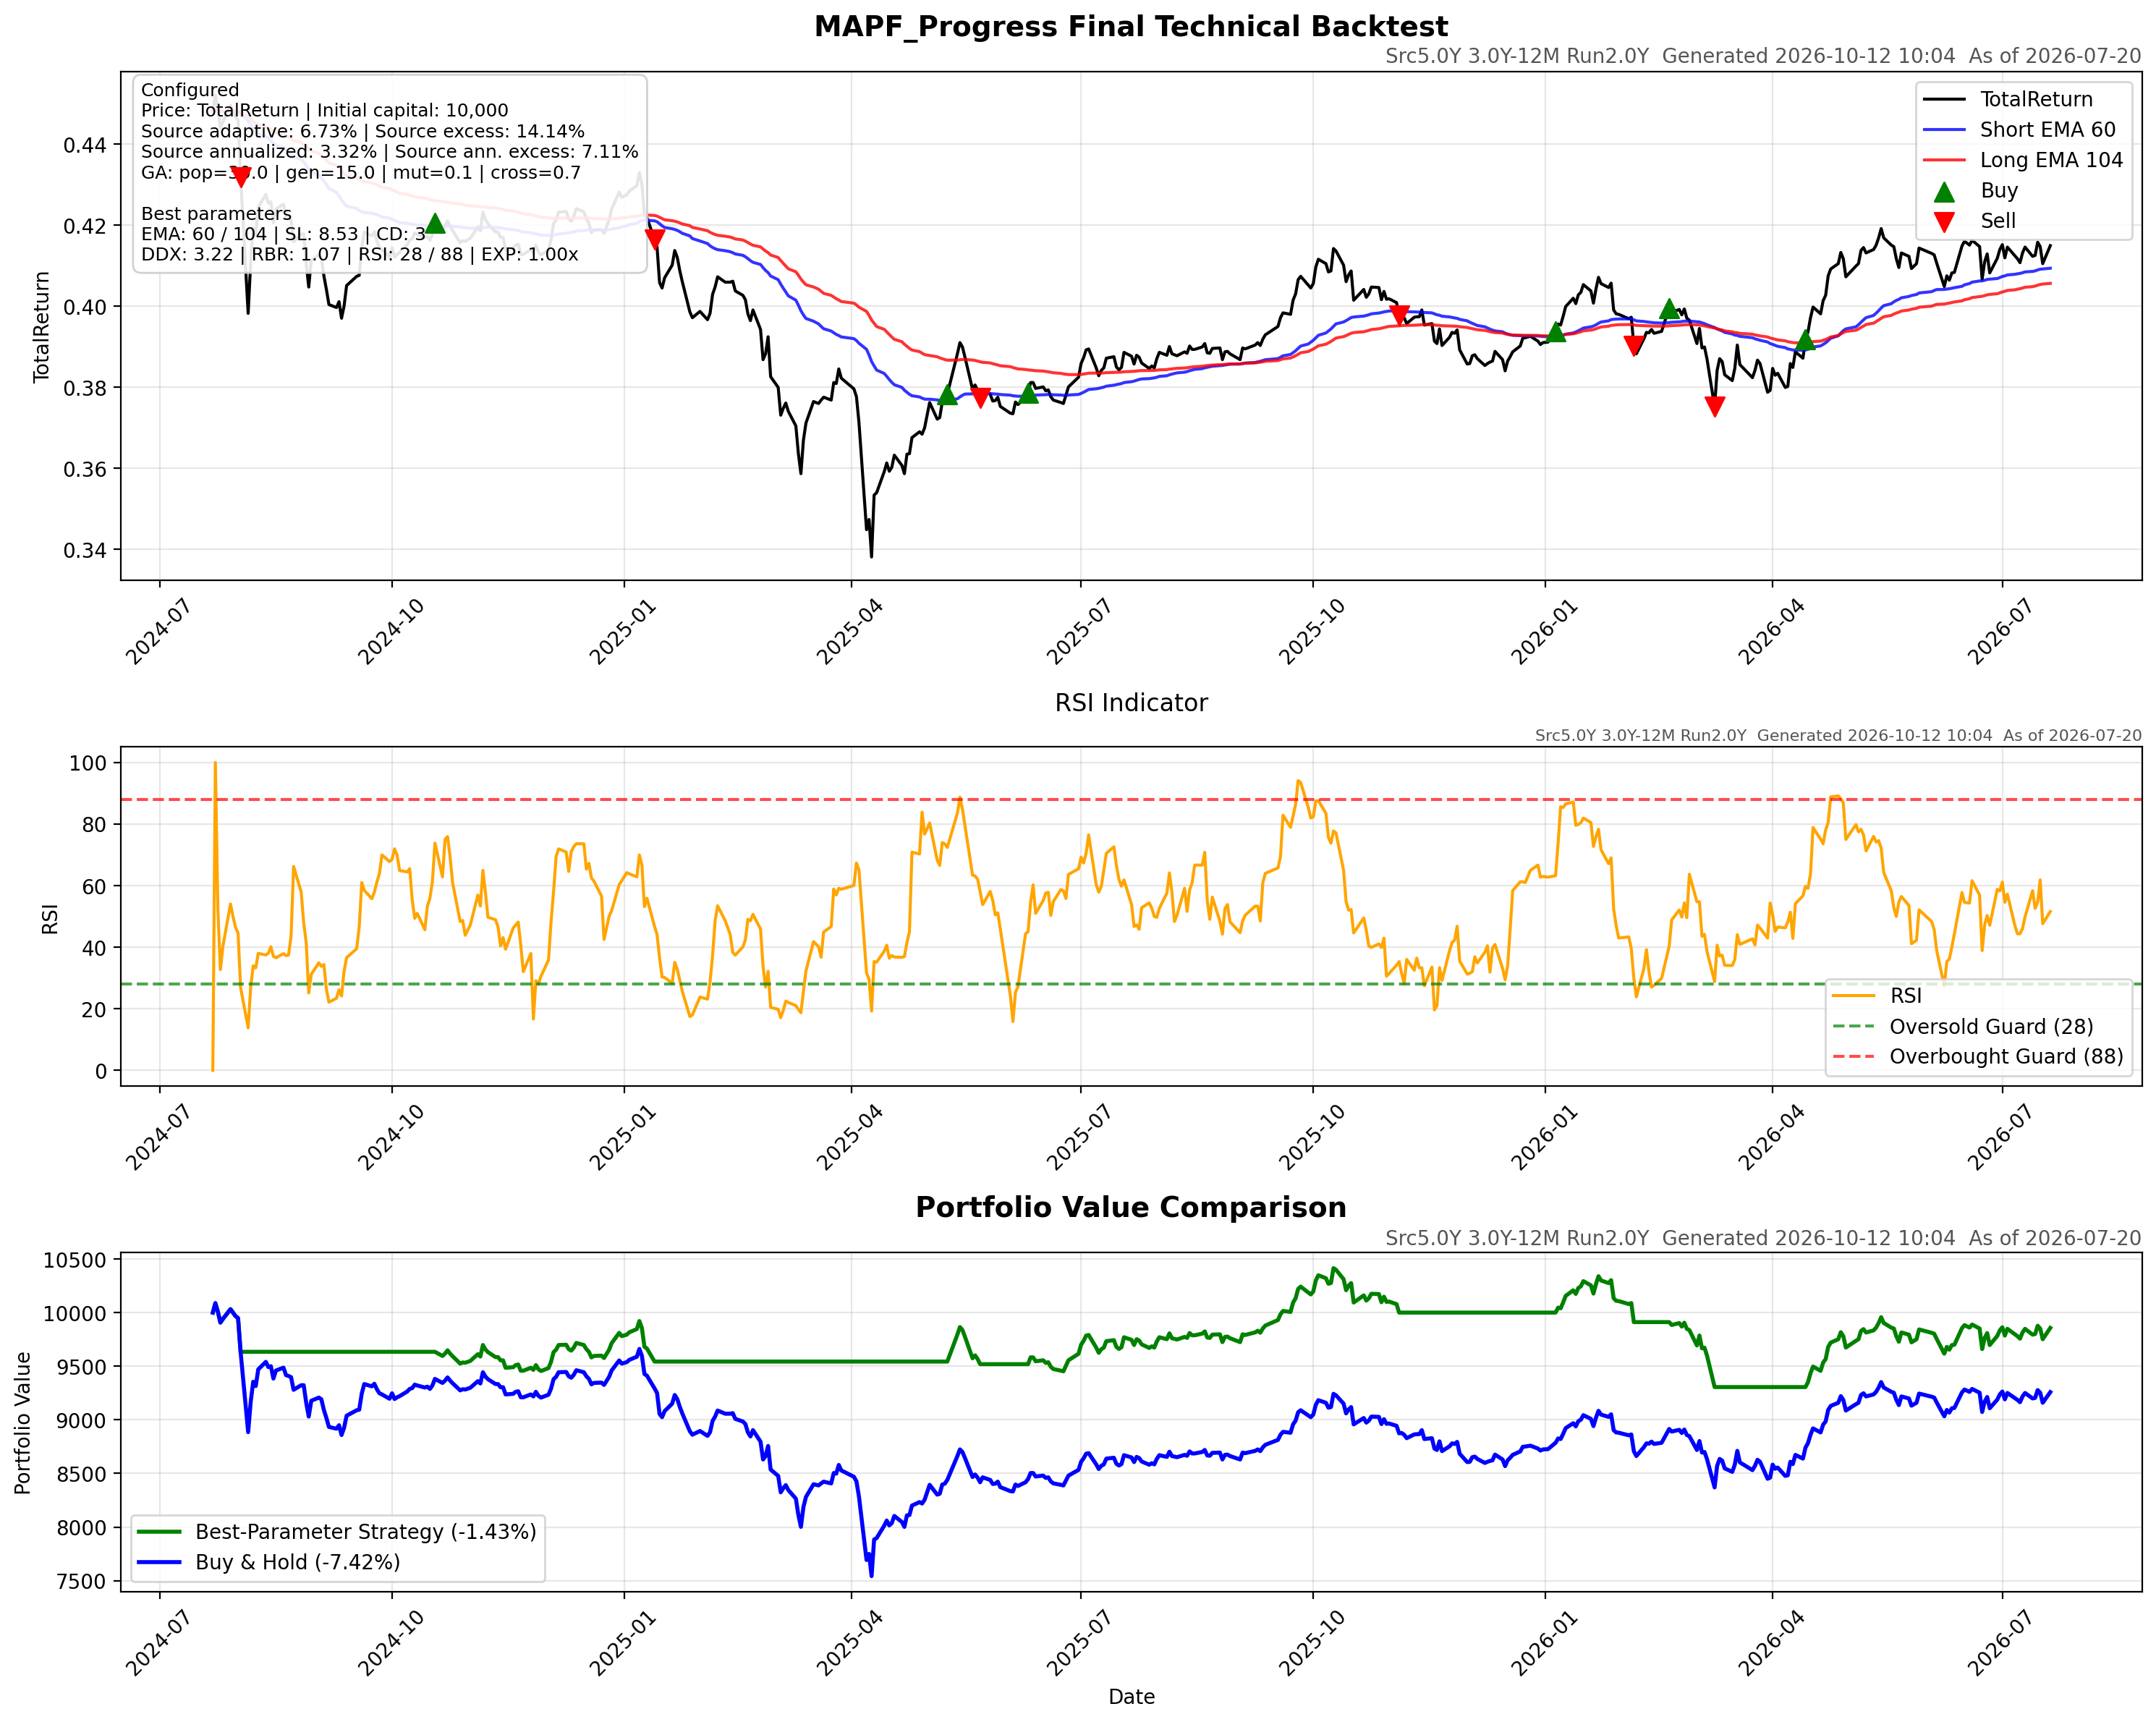 MAPF_Progress Final Technical Backtest
Src5.0Y 3.0Y-12M Run2.0Y  Generated 2026-10-12 10:04  As of 2026-07-20
Configured
Price: TotalReturn | Initial capital: 10,000
Source adaptive: 6.73% | Source excess: 14.14%
Source annualized: 3.32% | Source ann. excess: 7.11%
GA: pop= .0 | gen=15.0 | mut=0.1 | cross=0.7
Best parameters
EMA: 60 / 104 | SL: 8.53 | CD: 3
DDX: 3.22 | RBR: 1.07 | RSI: 28 / 88 | EXP: 1.00x
TotalReturn
Short EMA 60
Long EMA 104
Buy
Sell
TotalReturn
0.44
0.42
0.40
0.38
0.36
0.34
2024-07
2024-10
2025-01
2025-04
2025-07
2025-10
2026-01
2026-04
2026-07
RSI Indicator
Src5.0Y 3.0Y-12M Run2.0Y  Generated 2026-10-12 10:04  As of 2026-07-20
RSI
100
80
60
40
20
0
RSI
Oversold Guard (28)
Overbought Guard (88)
2024-07
2024-10
2025-01
2025-04
2025-07
2025-10
2026-01
2026-04
2026-07
Portfolio Value Comparison
Src5.0Y 3.0Y-12M Run2.0Y  Generated 2026-10-12 10:04  As of 2026-07-20
Portfolio Value
10500
10000
9500
9000
8500
8000
7500
Best-Parameter Strategy (-1.43%)
Buy & Hold (-7.42%)
2024-07
2024-10
2025-01
2025-04
2025-07
2025-10
2026-01
2026-04
2026-07
Date